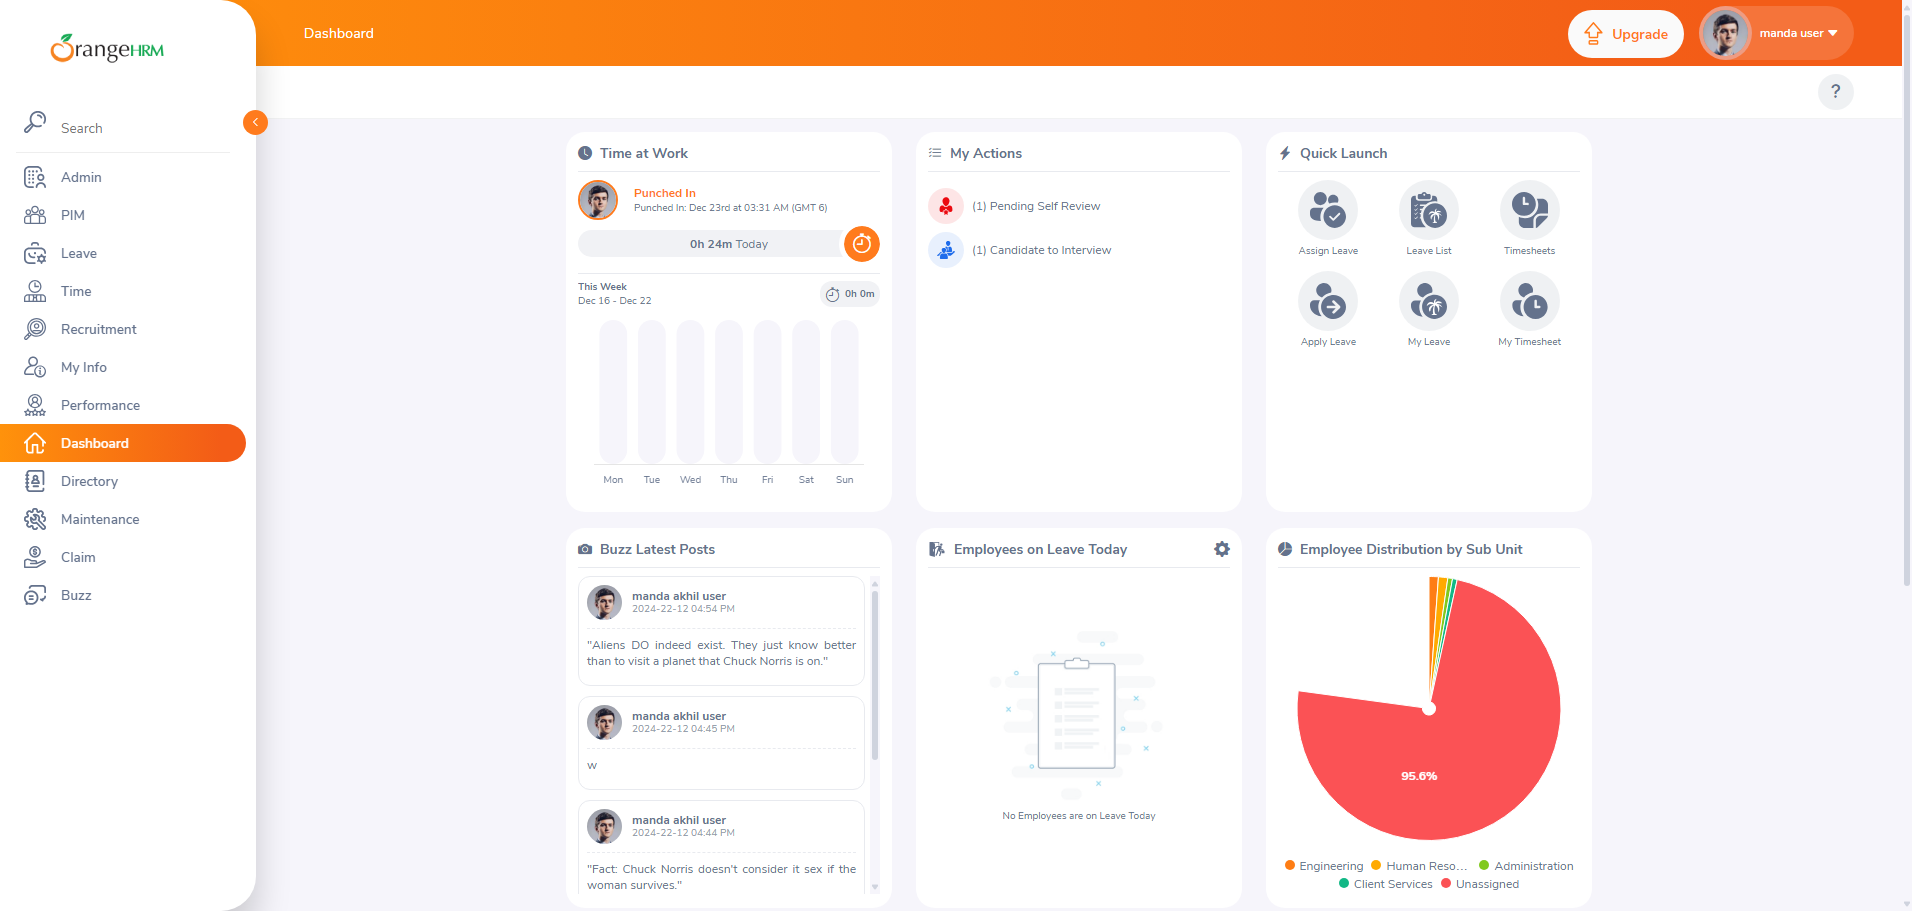 OrangeHRM
Dashboard
Upgrade
manda user
?
Search
Admin
PIM
Leave
Time
Recruitment
My Info
Performance
Dashboard
Directory
Maintenance
Claim
Buzz
Time at Work
Punched In
Punched In: Dec 23rd at 03:31 AM (GMT 6)
0h 24m Today
This Week
Dec 16 - Dec 22
0h 0m
Mon Tue Wed Thu Fri Sat Sun
My Actions
(1) Pending Self Review
(1) Candidate to Interview
Quick Launch
Assign Leave Leave List Timesheets
Apply Leave My Leave My Timesheet
Buzz Latest Posts
manda akhil user
2024-22-12 04:54 PM
"Aliens DO indeed exist. They just know better
than to visit a planet that Chuck Norris is on."
manda akhil user
2024-22-12 04:45 PM
w
manda akhil user
2024-22-12 04:44 PM
"Fact: Chuck Norris doesn't consider it sex if the
woman survives."
Employees on Leave Today
No Employees are on Leave Today
Employee Distribution by Sub Unit
95.6%
Engineering Human Reso... Administration
Client Services Unassigned